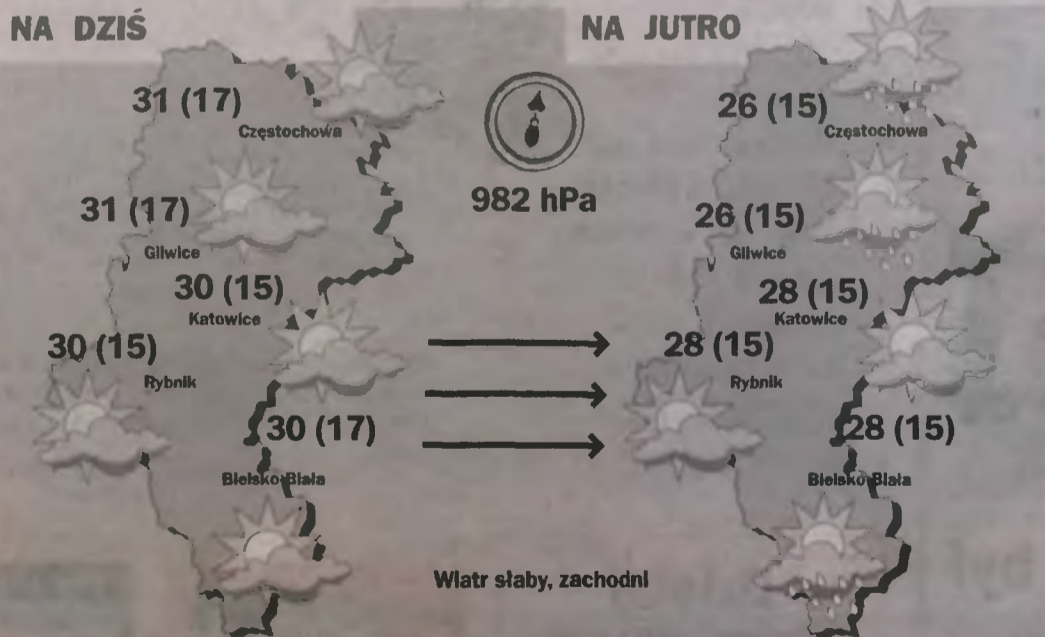 NA DZIŚ
31 (17)
Częstochowa
31 (17)
Gliwice
30 (15)
Katowice
30 (15)
Rybnik
30 (17)
Bielsko Biała
982 hPa
Wiatr słaby, zachodni
NA JUTRO
26 (15)
Częstochowa
26 (15)
Gliwice
28 (15)
Katowice
28 (15)
Rybnik
28 (15)
Bielsko Biała